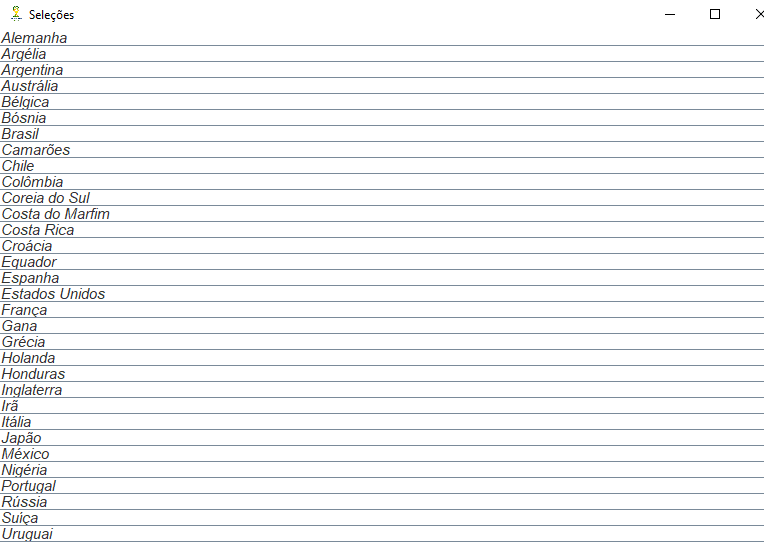 Seleções
Alemanha
Argélia
Argentina
Austrália
Bélgica
Bósnia
Brasil
Camarões
Chile
Colômbia
Coreia do Sul
Costa do Marfim
Costa Rica
Croácia
Equador
Espanha
Estados Unidos
França
Gana
Grécia
Holanda
Honduras
Inglaterra
Irã
Itália
Japão
México
Nigéria
Portugal
Rússia
Suíça
Uruguai